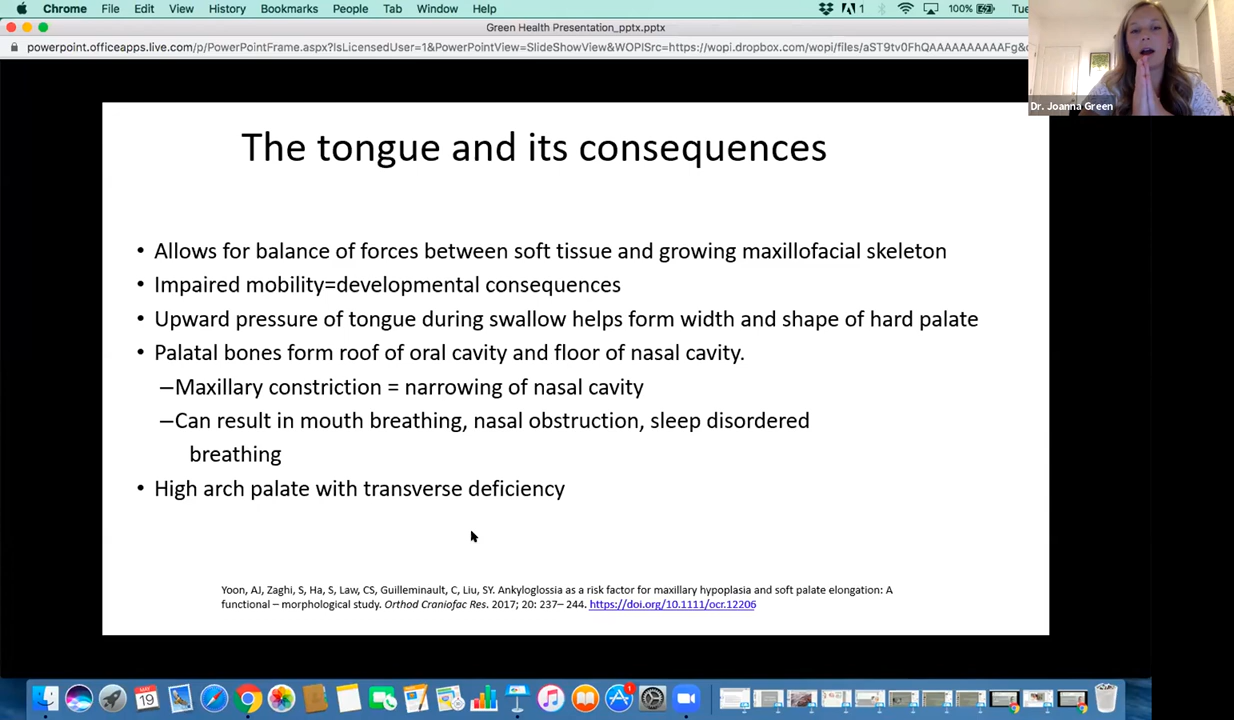 Chrome File Edit View History Bookmarks People Tab Window Help 1 100% Tue
Green Health Presentation_pptx.pptx
powerpoint.officeapps.live.com/p/PowerPointFrame.aspx?IsLicensedUser=1&PowerPointView=SlideShowView&WOPISrc=https://wopi.dropbox.com/wopi/files/aST9tv0FhQAAAAAAAAAAFg&
Dr. Joanna Green
The tongue and its consequences
• Allows for balance of forces between soft tissue and growing maxillofacial skeleton
• Impaired mobility=developmental consequences
• Upward pressure of tongue during swallow helps form width and shape of hard palate
• Palatal bones form roof of oral cavity and floor of nasal cavity.
–Maxillary constriction = narrowing of nasal cavity
–Can result in mouth breathing, nasal obstruction, sleep disordered
breathing
• High arch palate with transverse deficiency
Yoon, AJ, Zaghi, S, Ha, S, Law, CS, Guilleminault, C, Liu, SY. Ankyloglossia as a risk factor for maxillary hypoplasia and soft palate elongation: A
functional – morphological study. Orthod Craniofac Res. 2017; 20: 237– 244. https://doi.org/10.1111/ocr.12206
MAY
19
1